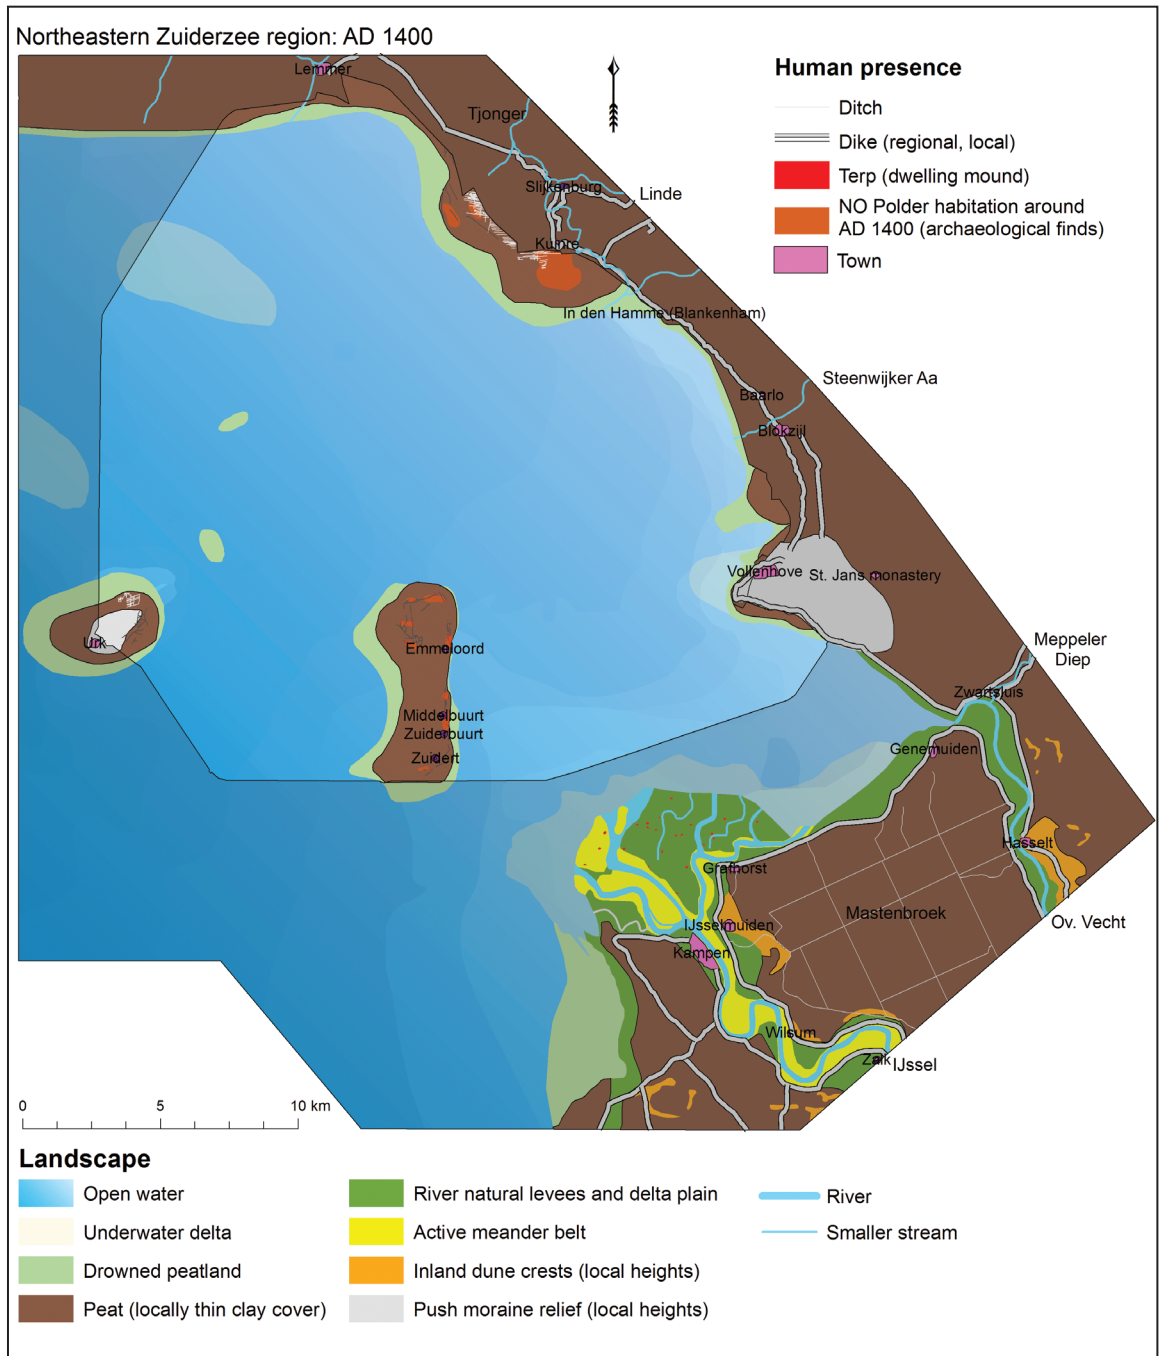 Northeastern Zuiderzee region: AD 1400
Human presence
Ditch
Dike (regional, local)
Terp (dwelling mound)
NO Polder habitation around
AD 1400 (archaeological finds)
Town
Lemmer
Tjonger
Slijkenburg
Linde
Kuinre
In den Hamme (Blankenham)
Steenwijker Aa
Baarlo
Blokzijl
Vollenhove
St. Jans monastery
Urk
Emmeloord
Middelbuurt
Zuiderbuurt
Zuidert
Meppeler
Diep
Zwartsluis
Genemuiden
Hasselt
Grafhorst
Mastenbroek
Ov. Vecht
IJsselmuiden
Kampen
Wilsum
Zalk
IJssel
0 5 10 km
Landscape
Open water
Underwater delta
Drowned peatland
Peat (locally thin clay cover)
River natural levees and delta plain
Active meander belt
Inland dune crests (local heights)
Push moraine relief (local heights)
River
Smaller stream